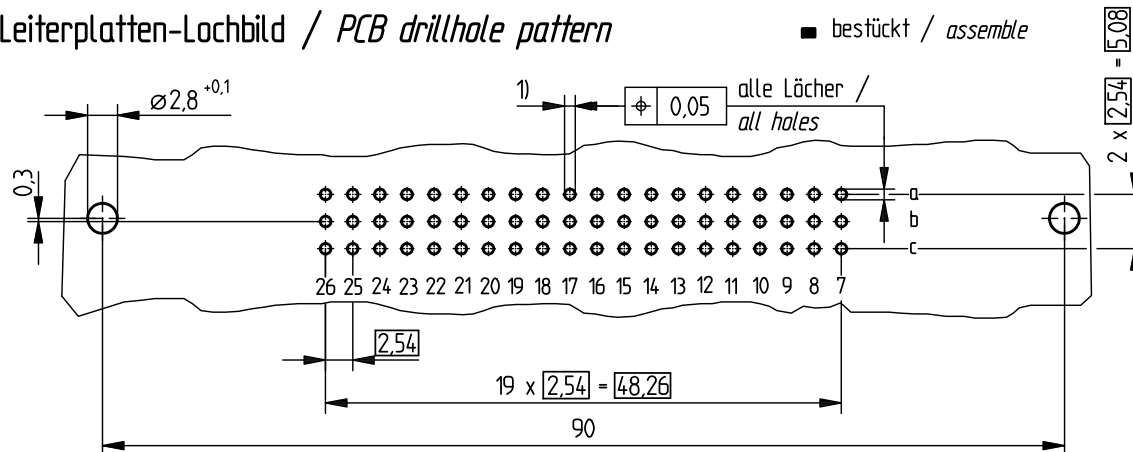 Leiterplatten-Lochbild / PCB drillhole pattern
■ bestückt / assemble
2 x 2,54 = 5,08
ø2,8 +0,1
1)
⌖ 0,05
alle Löcher /
all holes
0,3
a
b
c
26 25 24 23 22 21 20 19 18 17 16 15 14 13 12 11 10 9 8 7
2,54
19 x 2,54 = 48,26
90